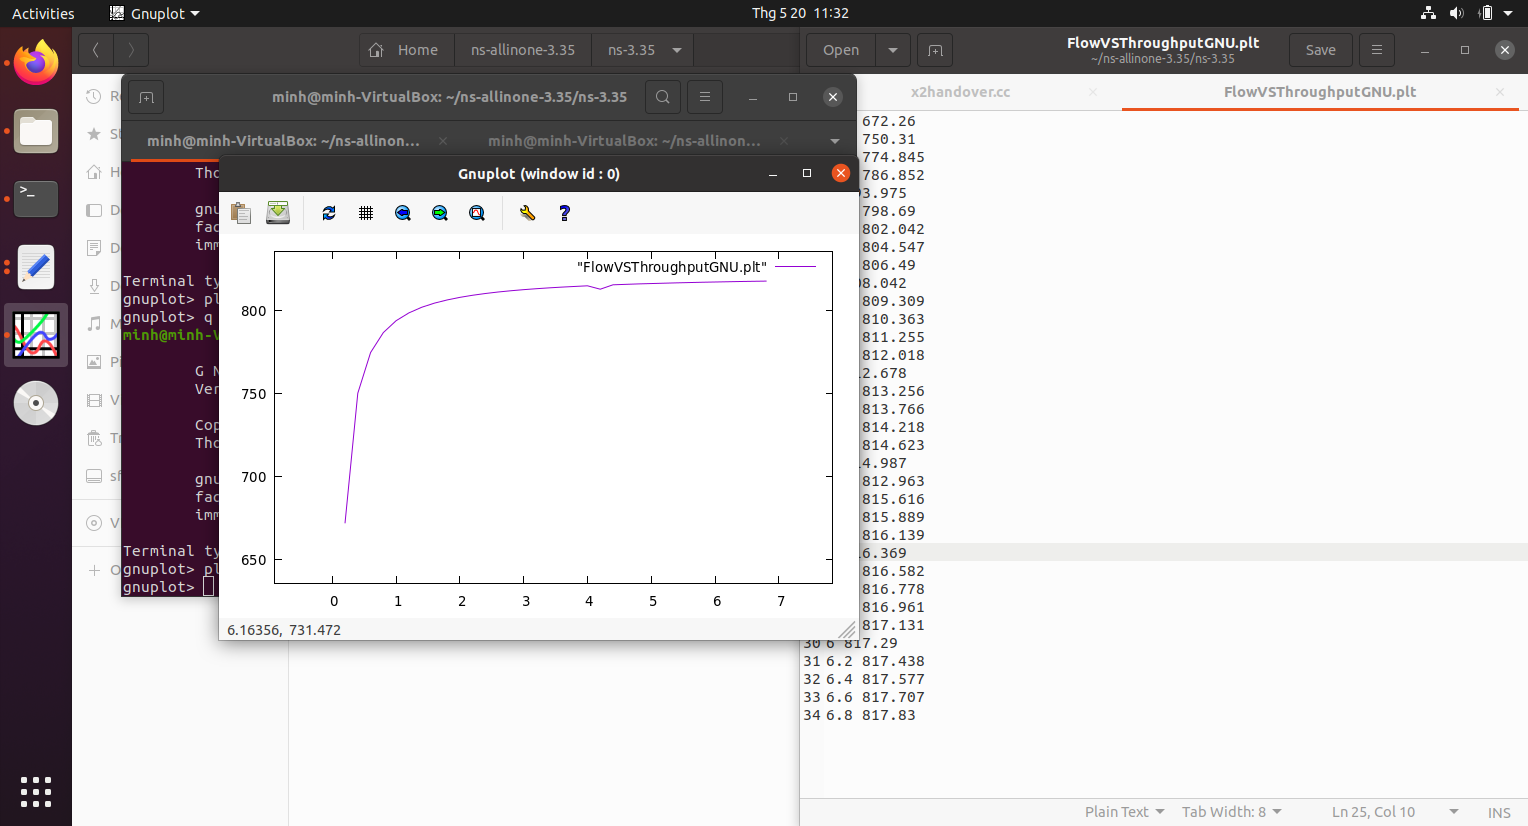 Activities
Gnuplot
Thg 5 20 11:32
Home
ns-allinone-3.35
ns-3.35
Open
FlowVSThroughputGNU.plt
~/ns-allinone-3.35/ns-3.35
Save
minh@minh-VirtualBox: ~/ns-allinone-3.35/ns-3.35
minh@minh-VirtualBox: ~/ns-allinon…
minh@minh-VirtualBox: ~/ns-allinon…
x2handover.cc
FlowVSThroughputGNU.plt
Tho
gnu
fac
imm
Terminal ty
gnuplot> pl
gnuplot> q
minh@minh-V
G N
Ver
Cop
Tho
gnu
fac
imm
Terminal ty
gnuplot> pl
gnuplot>
Gnuplot (window id : 0)
"FlowVSThroughputGNU.plt"
800
750
700
650
0 1 2 3 4 5 6 7
6.16356, 731.472
672.26
750.31
774.845
786.852
3.975
798.69
802.042
804.547
806.49
8.042
809.309
810.363
811.255
812.018
2.678
813.256
813.766
814.218
814.623
4.987
812.963
815.616
815.889
816.139
6.369
816.582
816.778
816.961
817.131
30 6 817.29
31 6.2 817.438
32 6.4 817.577
33 6.6 817.707
34 6.8 817.83
Plain Text
Tab Width: 8
Ln 25, Col 10
INS